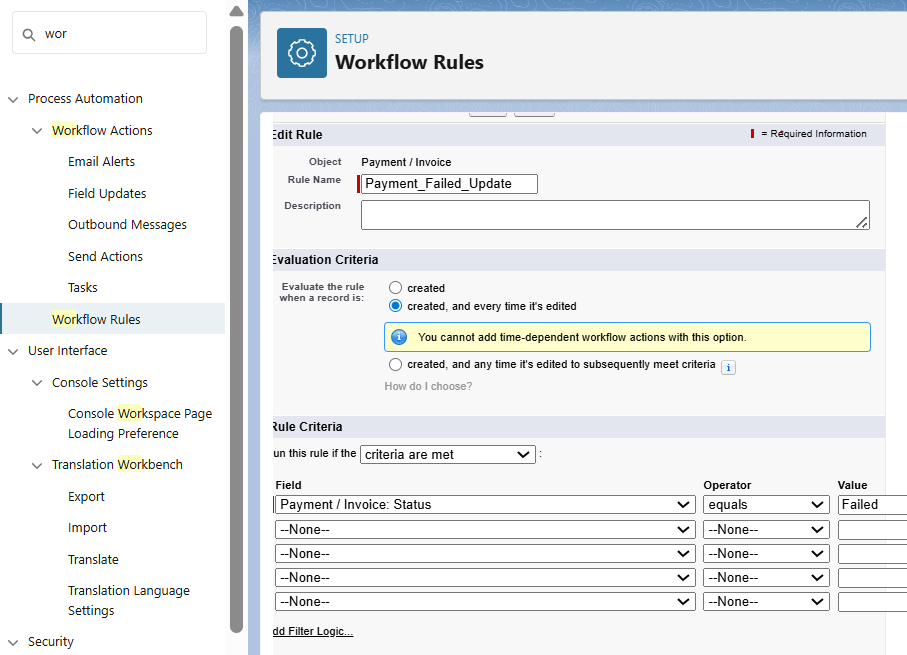 wor
Process Automation
Workflow Actions
Email Alerts
Field Updates
Outbound Messages
Send Actions
Tasks
Workflow Rules
User Interface
Console Settings
Console Workspace Page
Loading Preference
Translation Workbench
Export
Import
Translate
Translation Language
Settings
Security
SETUP
Workflow Rules
Edit Rule
= Required Information
Object Payment / Invoice
Rule Name Payment_Failed_Update
Description
Evaluation Criteria
Evaluate the rule
when a record is:
created
created, and every time it's edited
You cannot add time-dependent workflow actions with this option.
created, and any time it's edited to subsequently meet criteria
How do I choose?
Rule Criteria
un this rule if the criteria are met :
Field Operator Value
Payment / Invoice: Status equals Failed
--None-- --None--
--None-- --None--
--None-- --None--
--None-- --None--
dd Filter Logic...